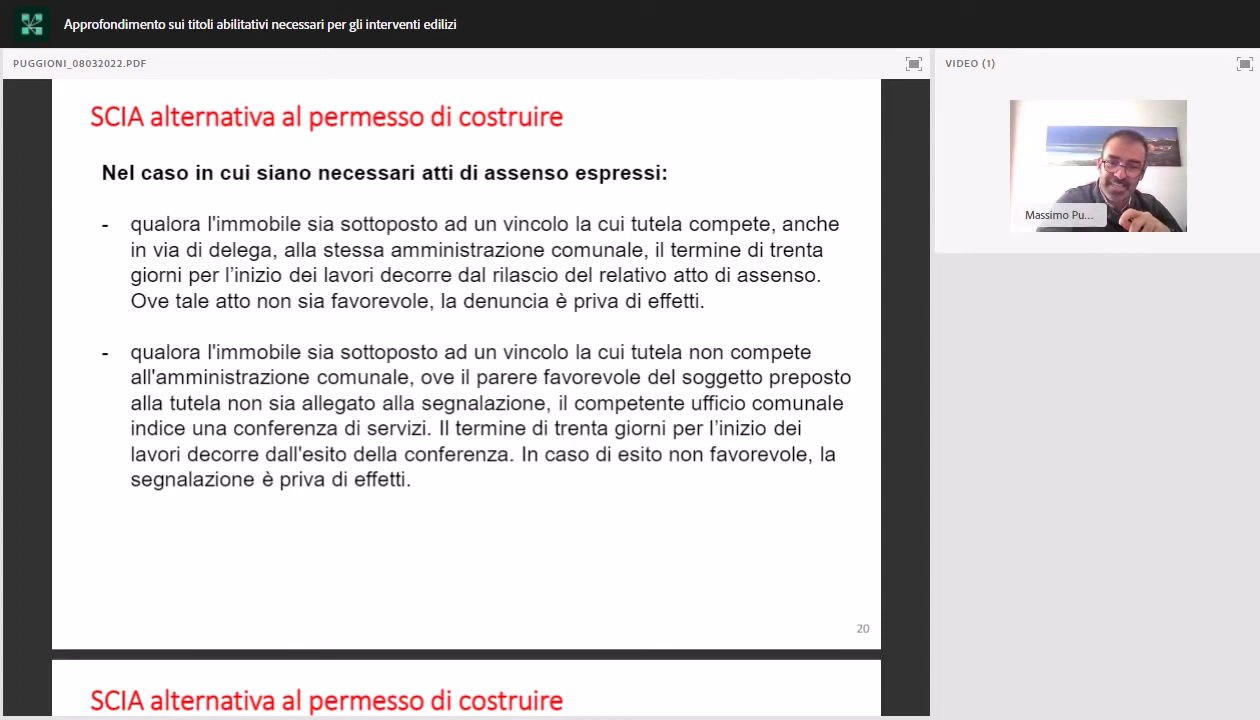 Approfondimento sui titoli abilitativi necessari per gli interventi edilizi
PUGGIONI_08032022.PDF
VIDEO (1)
SCIA alternativa al permesso di costruire
Nel caso in cui siano necessari atti di assenso espressi:
- qualora l'immobile sia sottoposto ad un vincolo la cui tutela compete, anche
in via di delega, alla stessa amministrazione comunale, il termine di trenta
giorni per l’inizio dei lavori decorre dal rilascio del relativo atto di assenso.
Ove tale atto non sia favorevole, la denuncia è priva di effetti.
- qualora l'immobile sia sottoposto ad un vincolo la cui tutela non compete
all'amministrazione comunale, ove il parere favorevole del soggetto preposto
alla tutela non sia allegato alla segnalazione, il competente ufficio comunale
indice una conferenza di servizi. Il termine di trenta giorni per l’inizio dei
lavori decorre dall'esito della conferenza. In caso di esito non favorevole, la
segnalazione è priva di effetti.
20
SCIA alternativa al permesso di costruire
Massimo Pu...